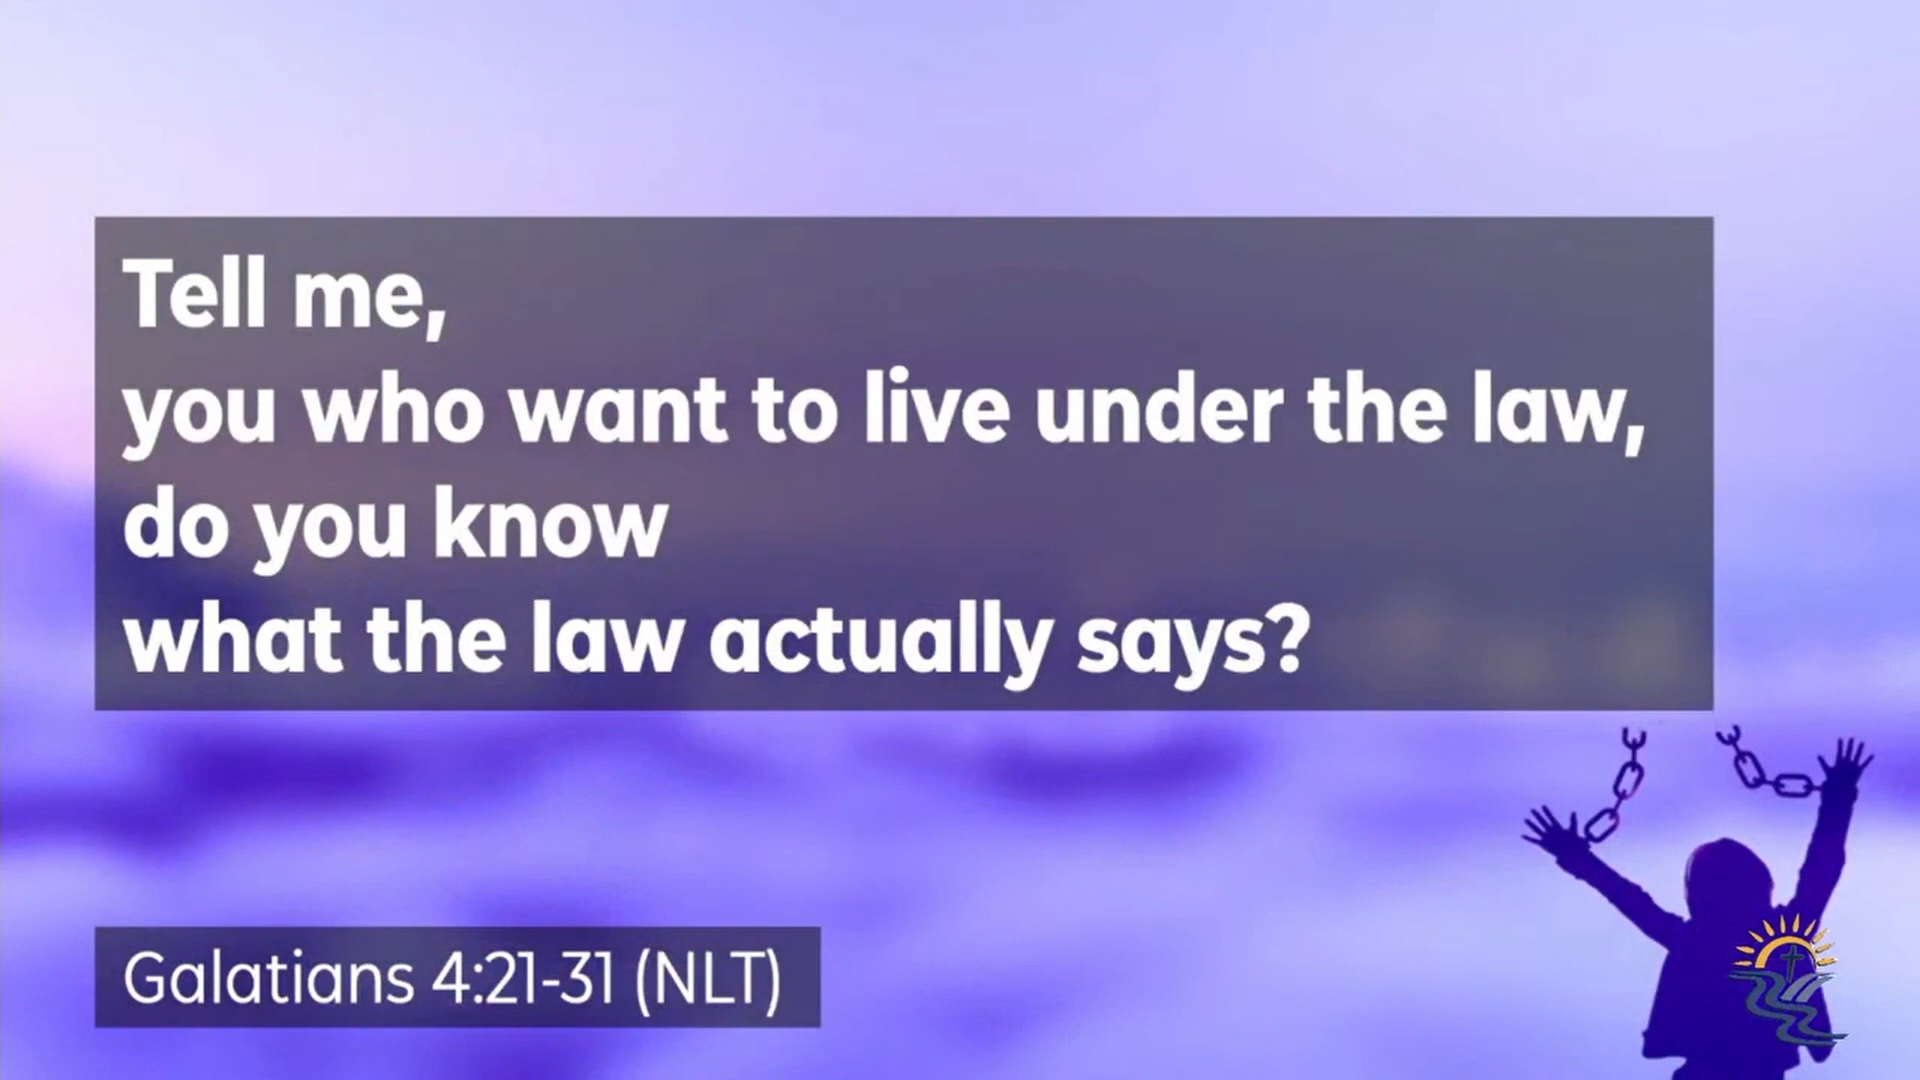 Tell me,
you who want to live under the law,
do you know
what the law actually says?
Galatians 4:21-31 (NLT)